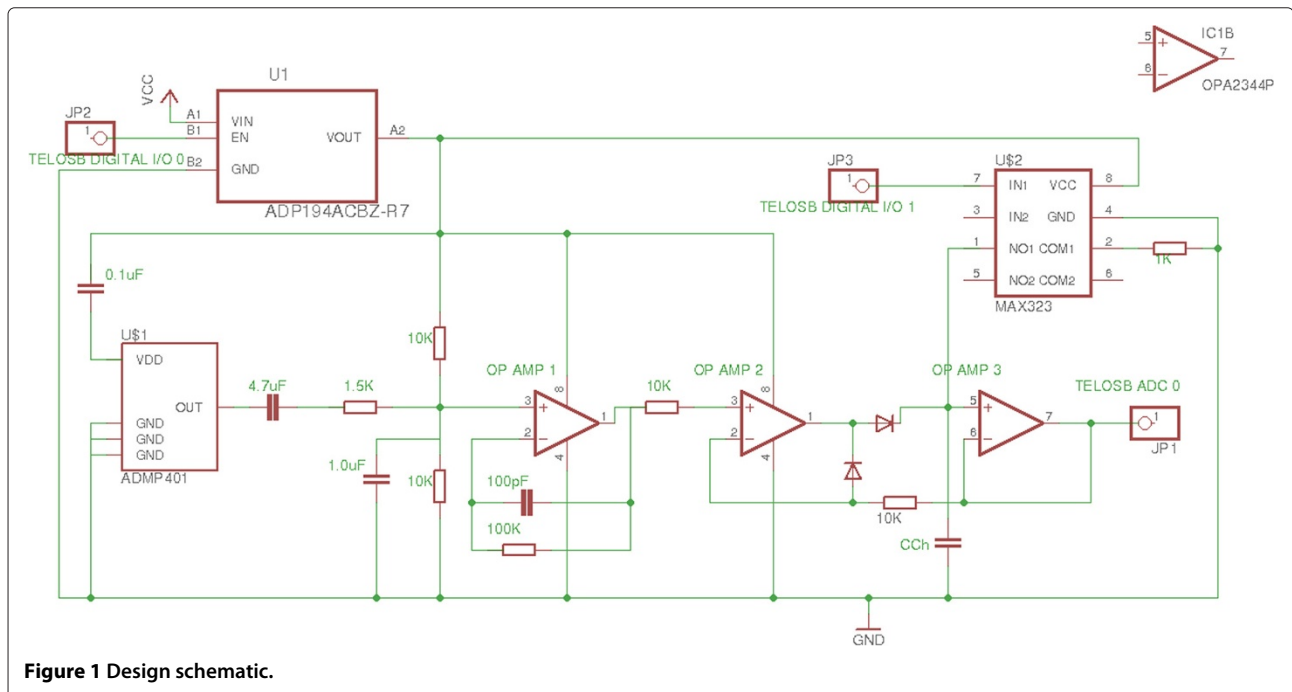 IC1B
5
7
6
OPA2344P
U1
VCC
JP2
1
A1
VIN
B1
EN
VOUT
A2
TELOSB DIGITAL I/O 0
B2
GND
ADP194ACBZ-R7
JP3
1
TELOSB DIGITAL I/O 1
U$2
7
IN1
VCC
8
3
IN2
GND
4
1
NO1
COM1
2
1K
5
NO2
COM2
6
MAX323
0.1uF
U$1
VDD
OUT
GND
GND
GND
ADMP401
4.7uF
1.5K
10K
1.0uF
10K
OP AMP 1
3
2
8
1
4
100pF
100K
10K
OP AMP 2
3
2
8
1
4
10K
OP AMP 3
5
6
7
CCh
TELOSB ADC 0
1
JP1
GND
Figure 1 Design schematic.